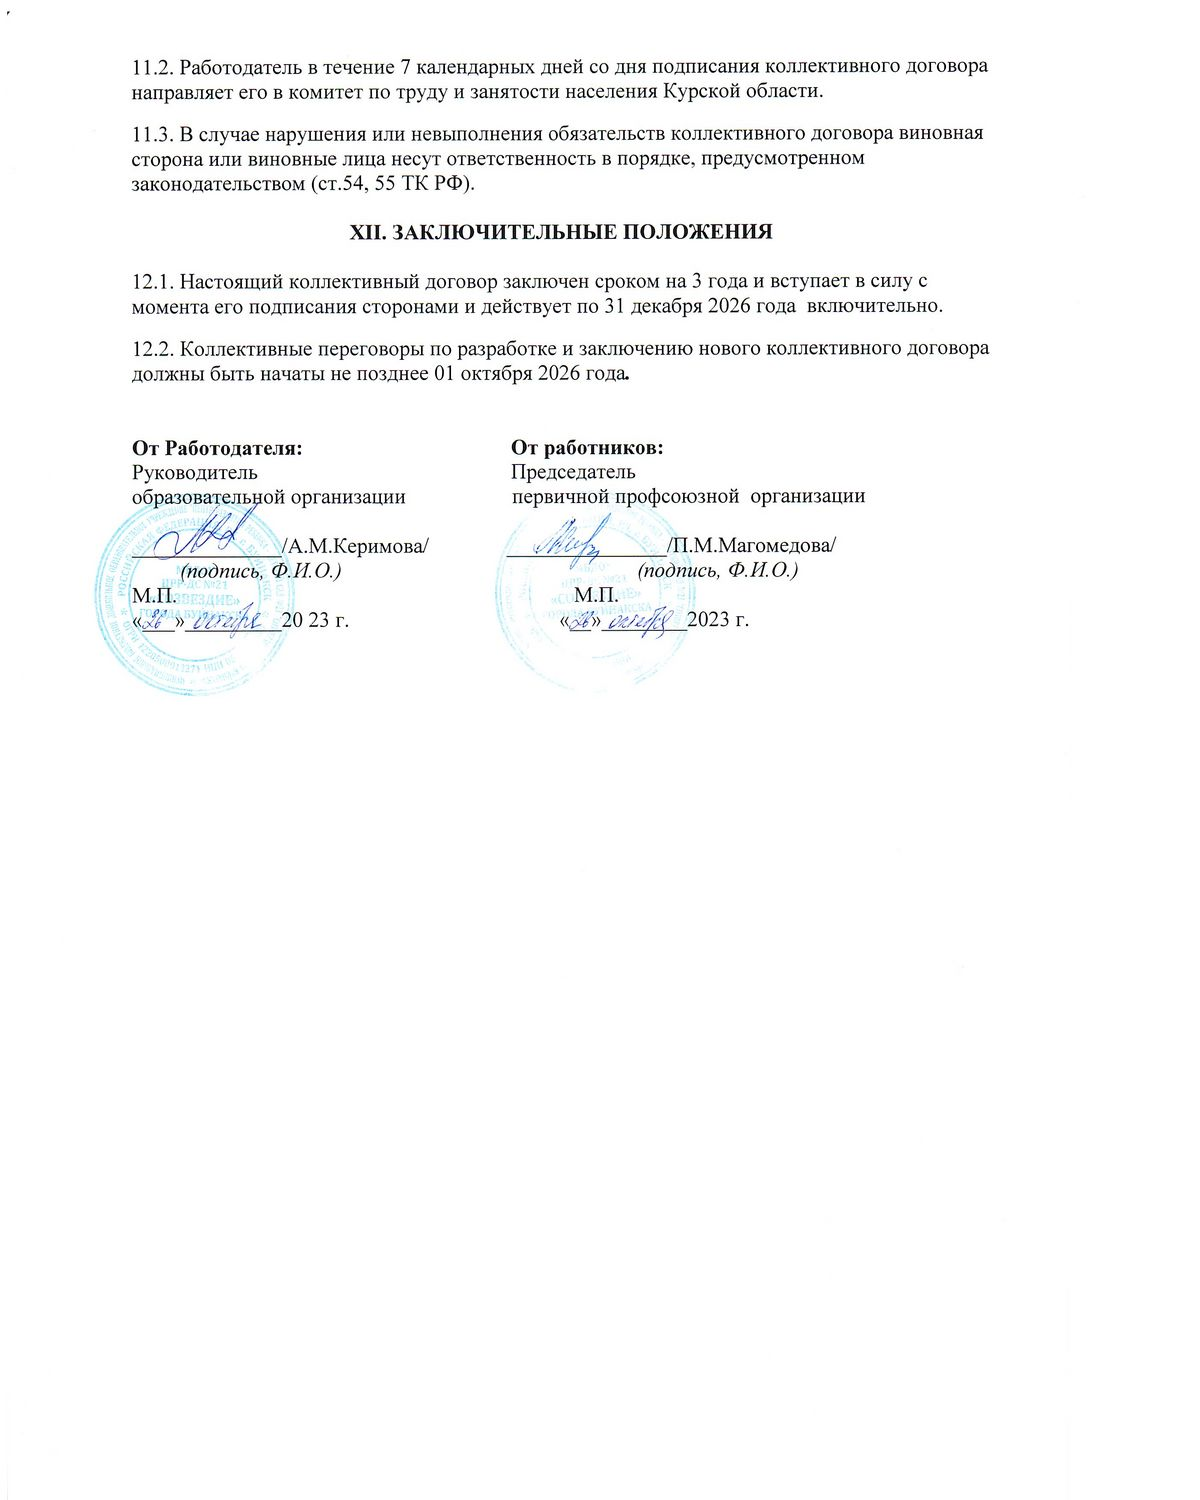 11.2. Работодатель в течение 7 календарных дней со дня подписания коллективного договора
направляет его в комитет по труду и занятости населения Курской области.
11.3. В случае нарушения или невыполнения обязательств коллективного договора виновная
сторона или виновные лица несут ответственность в порядке, предусмотренном
законодательством (ст.54, 55 ТК РФ).
XII. ЗАКЛЮЧИТЕЛЬНЫЕ ПОЛОЖЕНИЯ
12.1. Настоящий коллективный договор заключен сроком на 3 года и вступает в силу с
момента его подписания сторонами и действует по 31 декабря 2026 года включительно.
12.2. Коллективные переговоры по разработке и заключению нового коллективного договора
должны быть начаты не позднее 01 октября 2026 года.
От Работодателя: От работников:
Руководитель Председатель
образовательной организации первичной профсоюзной организации
/А.М.Керимова/ /П.М.Магомедова/
(подпись, Ф.И.О.) (подпись, Ф.И.О.)
М.П. М.П.
«26» октября 20 23 г. «26» октября 2023 г.
РОССИЙСКАЯ ФЕДЕРАЦИЯ
ЦРР-ДС №21